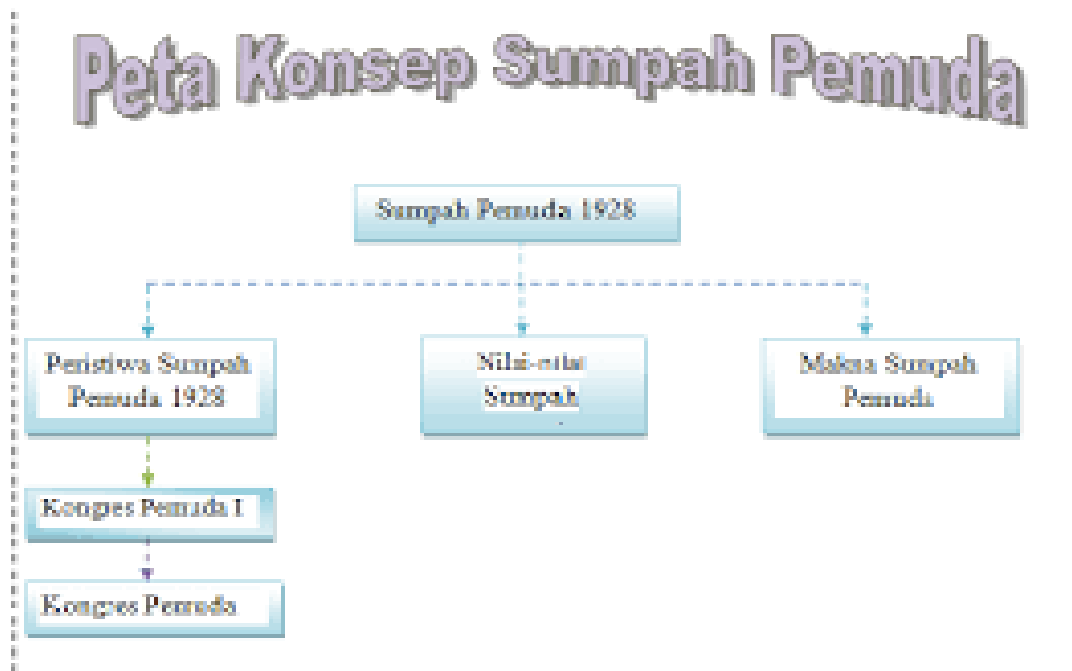 Peta Konsep Sumpah Pemuda
Sumpah Pemuda 1928
Peristiwa Sumpah
Pemuda 1928
Nilai-nilai
Sumpah
Makna Sumpah
Pemuda
Kongres Pemuda I
Kongres Pemuda